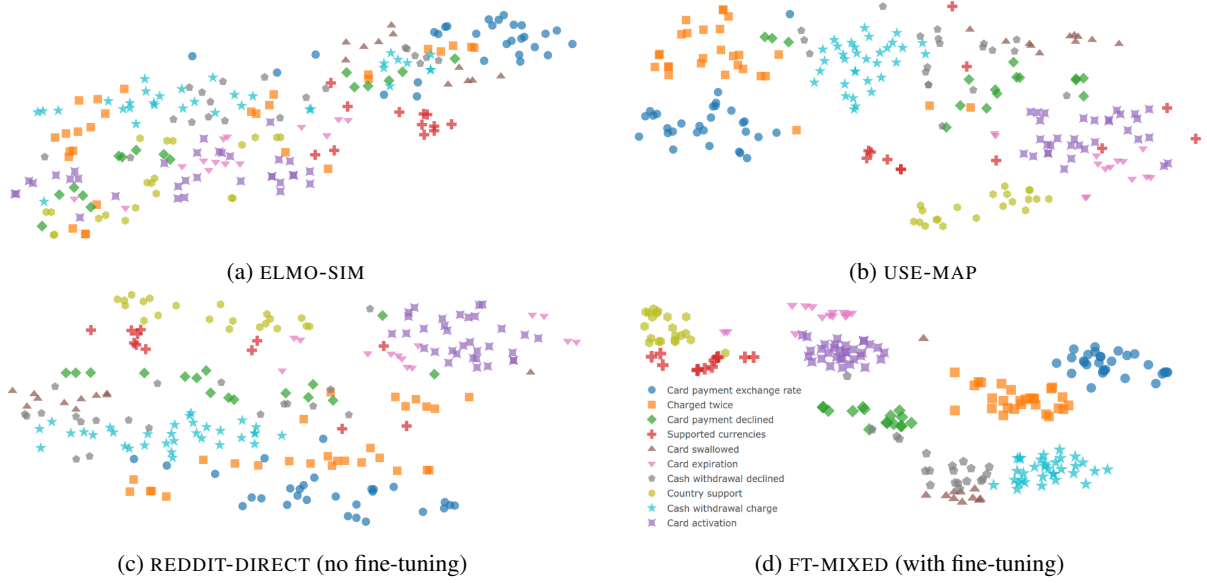 (a) ELMO-SIM
(b) USE-MAP
Card payment exchange rate
Charged twice
Card payment declined
Supported currencies
Card swallowed
Card expiration
Cash withdrawal declined
Country support
Cash withdrawal charge
Card activation
(c) REDDIT-DIRECT (no fine-tuning)
(d) FT-MIXED (with fine-tuning)